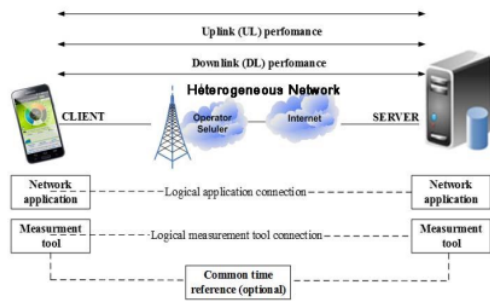 Uplink (UL) perfomance
Downlink (DL) perfomance
Heterogeneous Network
CLIENT
Operator
Seluler
Internet
SERVER
Network
application
Logical application connection
Network
application
Measurment
tool
Logical measurement tool connection
Measurment
tool
Common time
reference (optional)